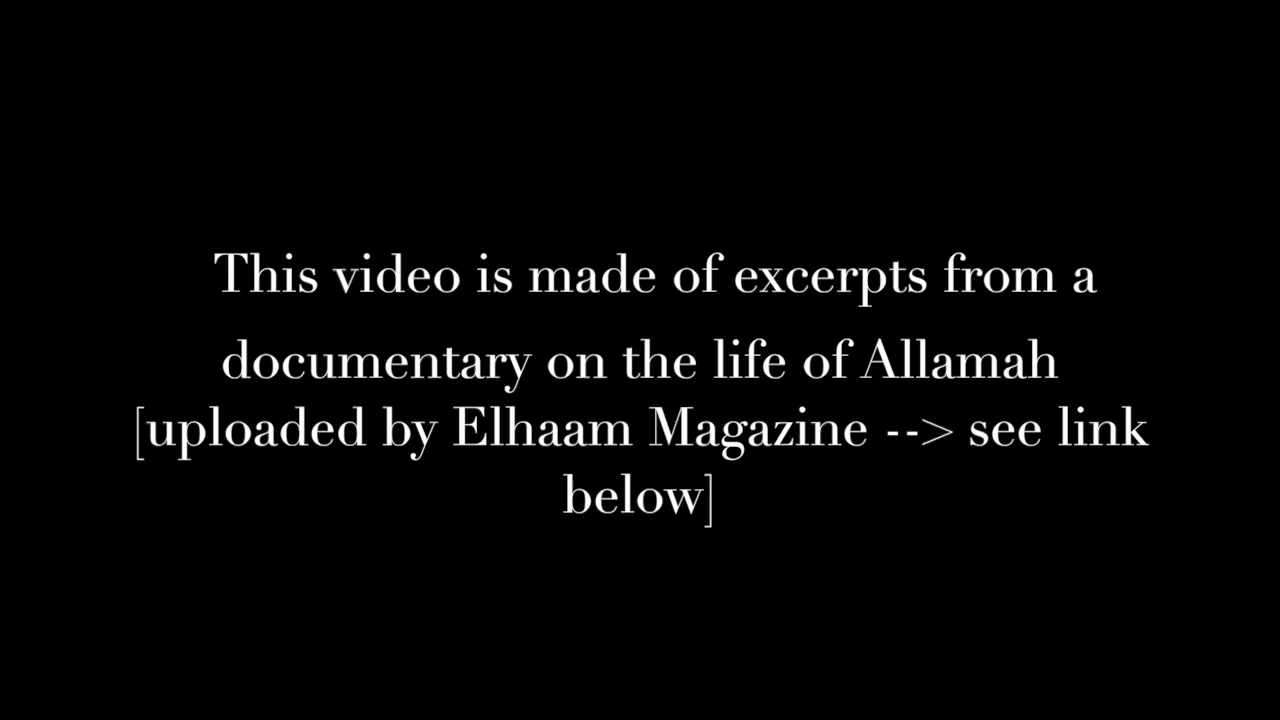 This video is made of excerpts from a
documentary on the life of Allamah
[uploaded by Elhaam Magazine --> see link
below]